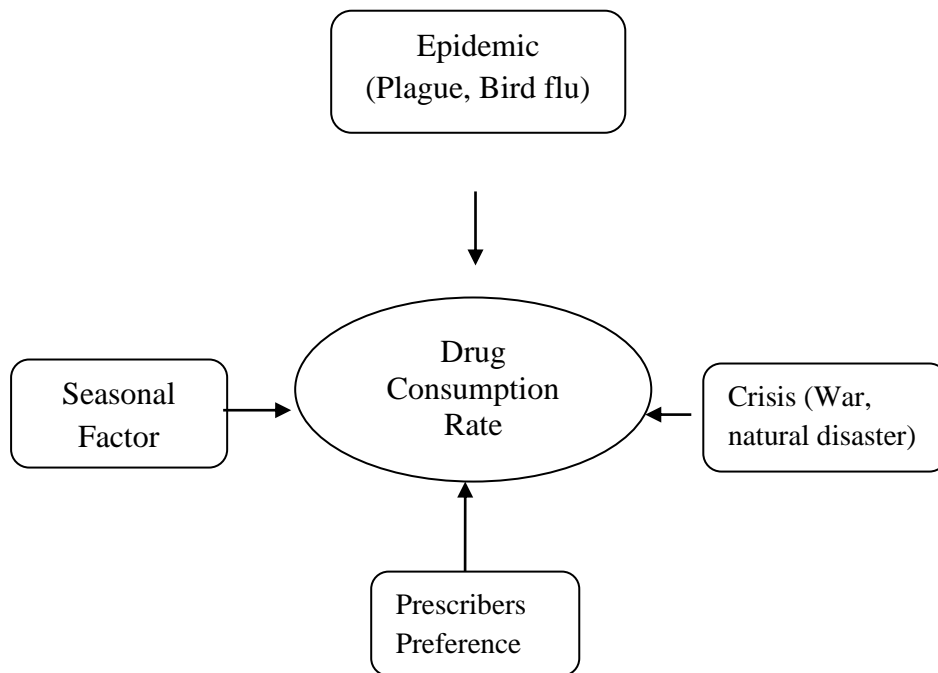 Epidemic
(Plague, Bird flu)
Drug
Consumption
Rate
Seasonal
Factor
Crisis (War,
natural disaster)
Prescribers
Preference